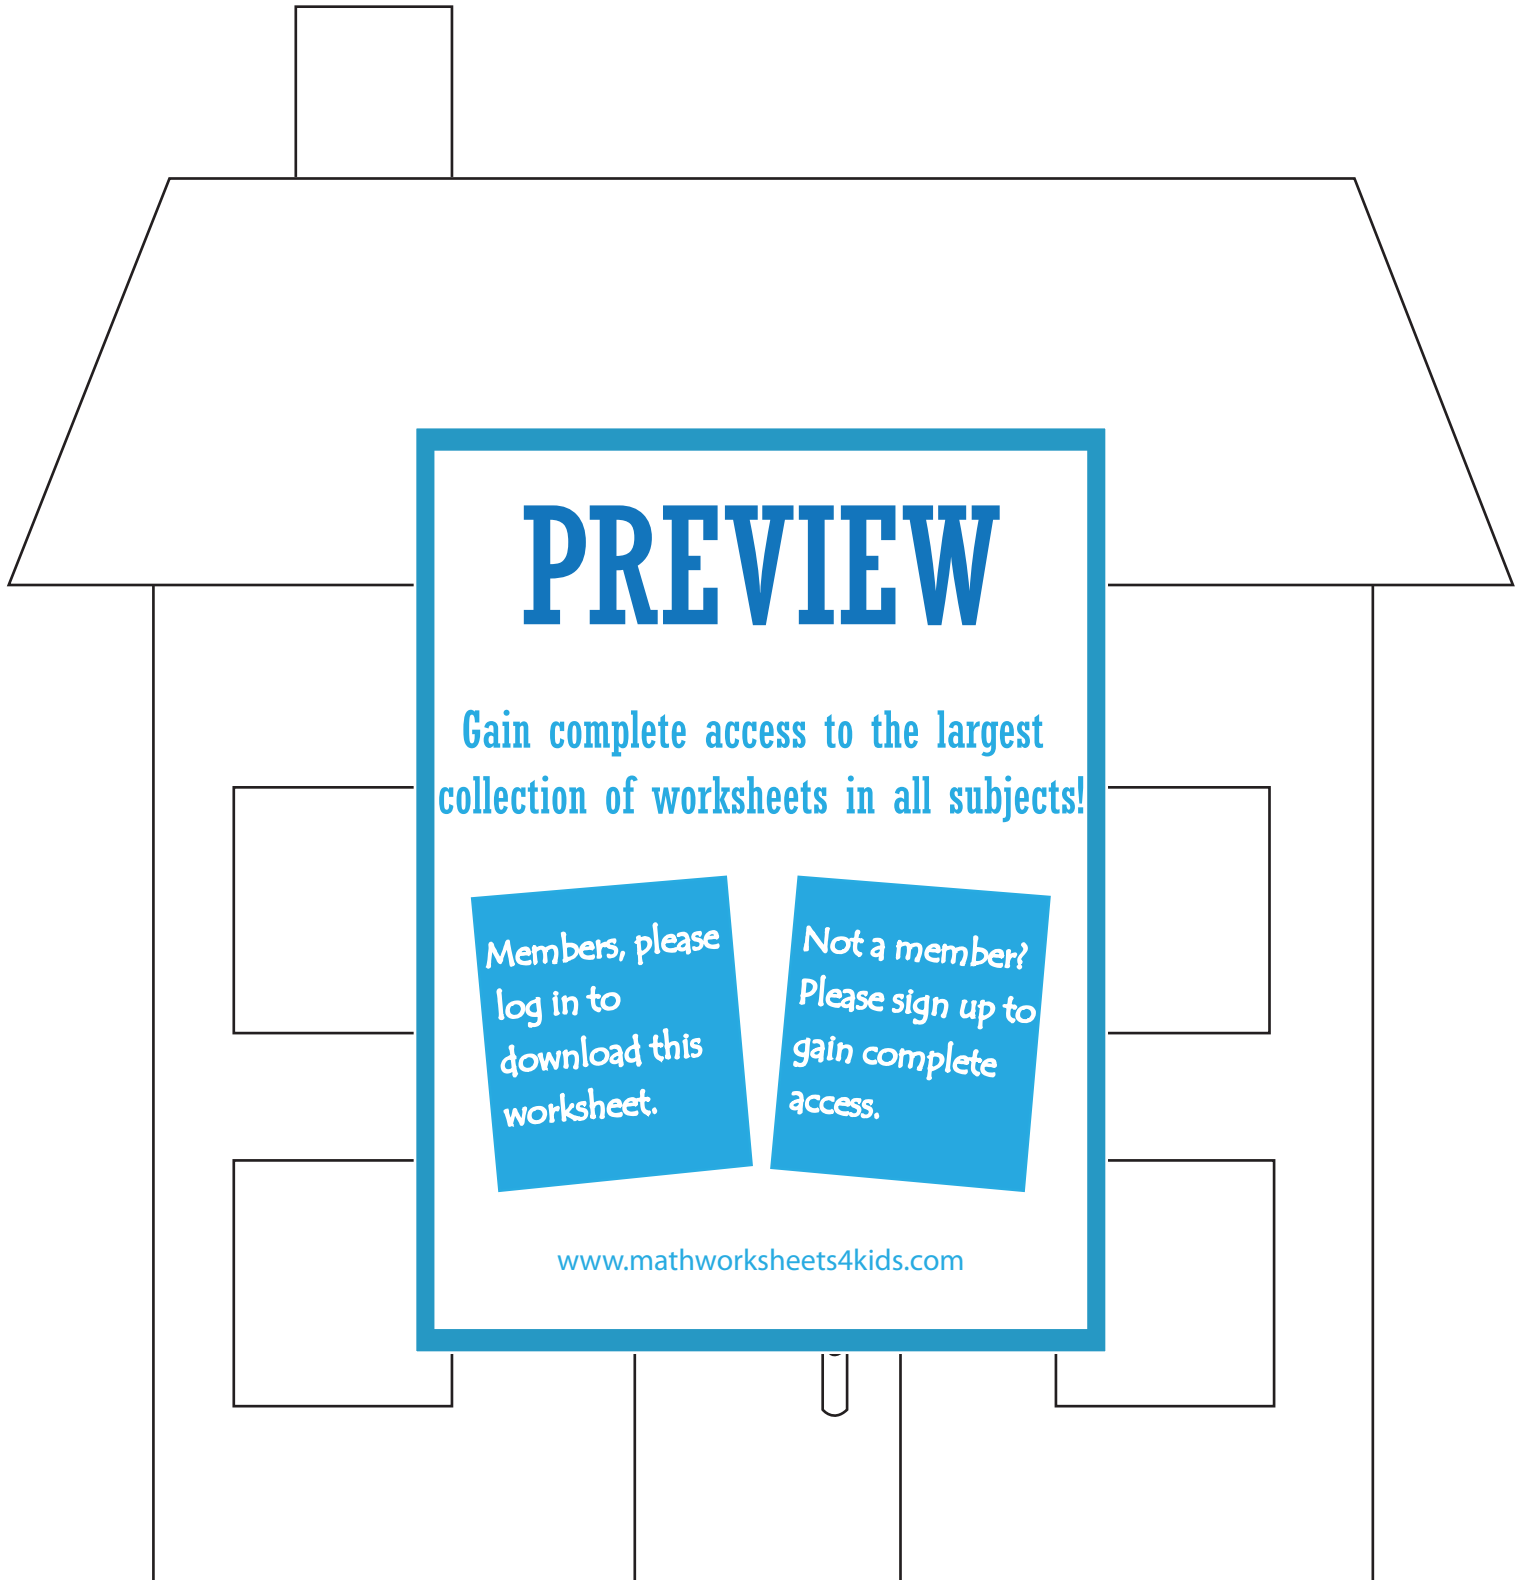 PREVIEW
Gain complete access to the largest
collection of worksheets in all subjects!
Members, please
log in to
download this
worksheet.
Not a member?
Please sign up to
gain complete
access.
www.mathworksheets4kids.com